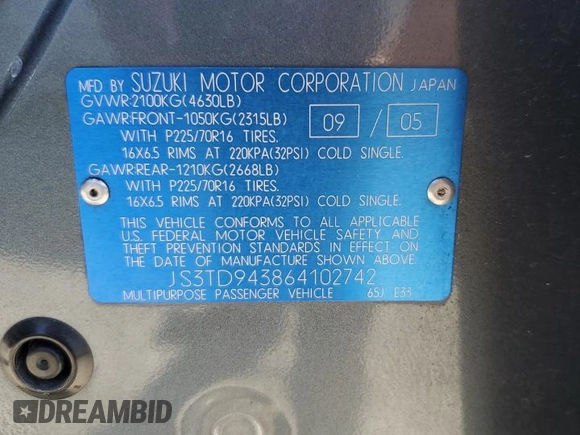 MFD BY SUZUKI MOTOR CORPORATION JAPAN
GVWR:2100KG(4630LB)
GAWR:FRONT-1050KG(2315LB) 09 / 05
WITH P225/70R16 TIRES.
16X6.5 RIMS AT 220KPA(32PSI) COLD SINGLE.
GAWR:REAR-1210KG(2668LB)
WITH P225/70R16 TIRES.
16X6.5 RIMS AT 220KPA(32PSI) COLD SINGLE.
THIS VEHICLE CONFORMS TO ALL APPLICABLE
U.S. FEDERAL MOTOR VEHICLE SAFETY AND
THEFT PREVENTION STANDARDS IN EFFECT ON
THE DATE OF MANUFACTURE SHOWN ABOVE.
JS3TD943864102742
MULTIPURPOSE PASSENGER VEHICLE 65J E33
DREAMBID